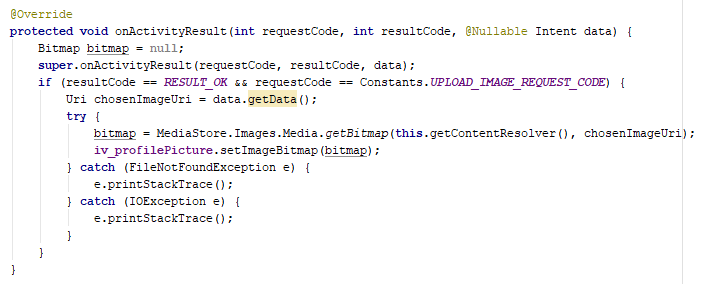 @Override
protected void onActivityResult(int requestCode, int resultCode, @Nullable Intent data) {
    Bitmap bitmap = null;
    super.onActivityResult(requestCode, resultCode, data);
    if (resultCode == RESULT_OK && requestCode == Constants.UPLOAD_IMAGE_REQUEST_CODE) {
        Uri chosenImageUri = data.getData();
        try {
            bitmap = MediaStore.Images.Media.getBitmap(this.getContentResolver(), chosenImageUri);
            iv_profilePicture.setImageBitmap(bitmap);
        } catch (FileNotFoundException e) {
            e.printStackTrace();
        } catch (IOException e) {
            e.printStackTrace();
        }
    }
}